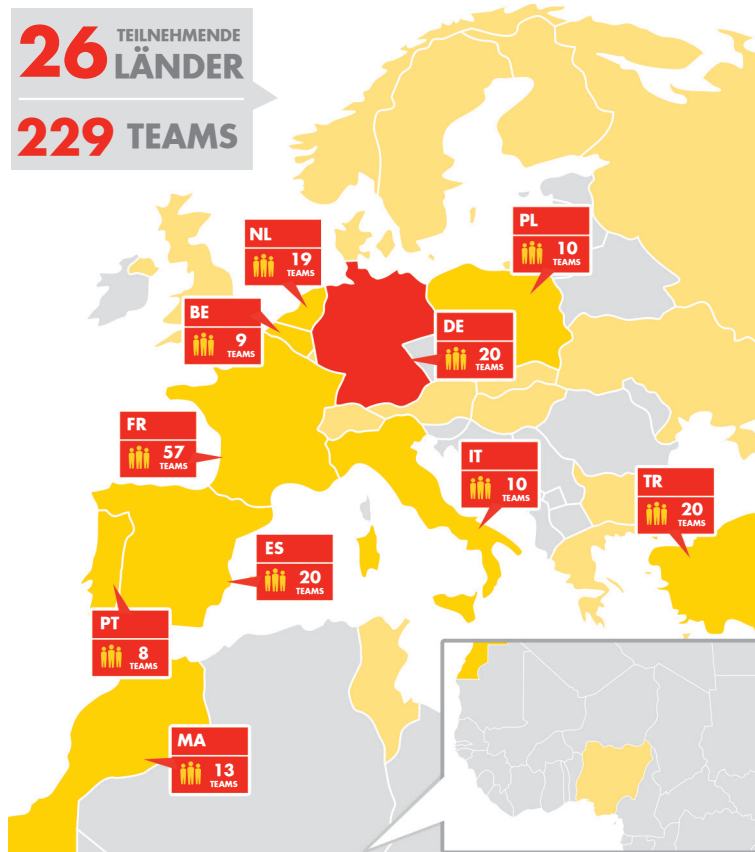 26 TEILNEHMENDE
LÄNDER
229 TEAMS
NL
19
TEAMS
PL
10
TEAMS
BE
9
TEAMS
DE
20
TEAMS
FR
57
TEAMS
IT
10
TEAMS
TR
20
TEAMS
ES
20
TEAMS
PT
8
TEAMS
MA
13
TEAMS